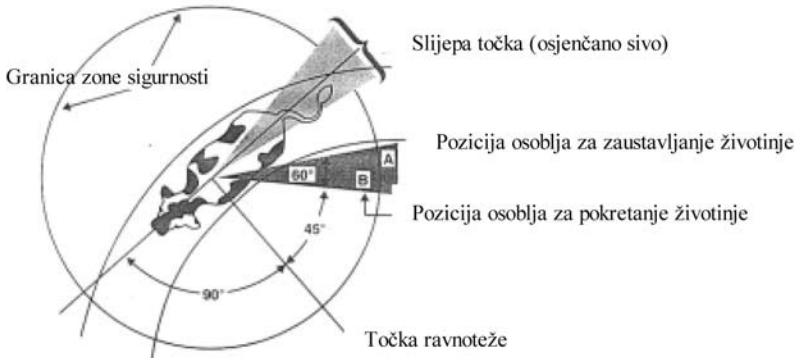 Slijepa točka (osjenčano sivo)
Granica zone sigurnosti
Pozicija osoblja za zaustavljanje životinje
A
60°
B
Pozicija osoblja za pokretanje životinje
45°
90°
Točka ravnoteže